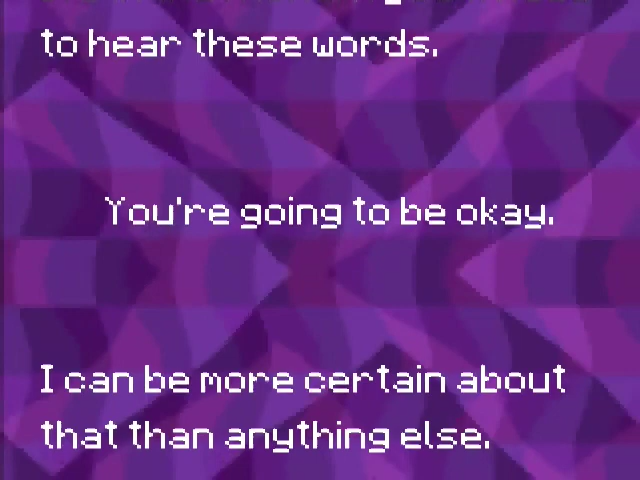 to hear these words.
You're going to be okay.
I can be more certain about
that than anything else.